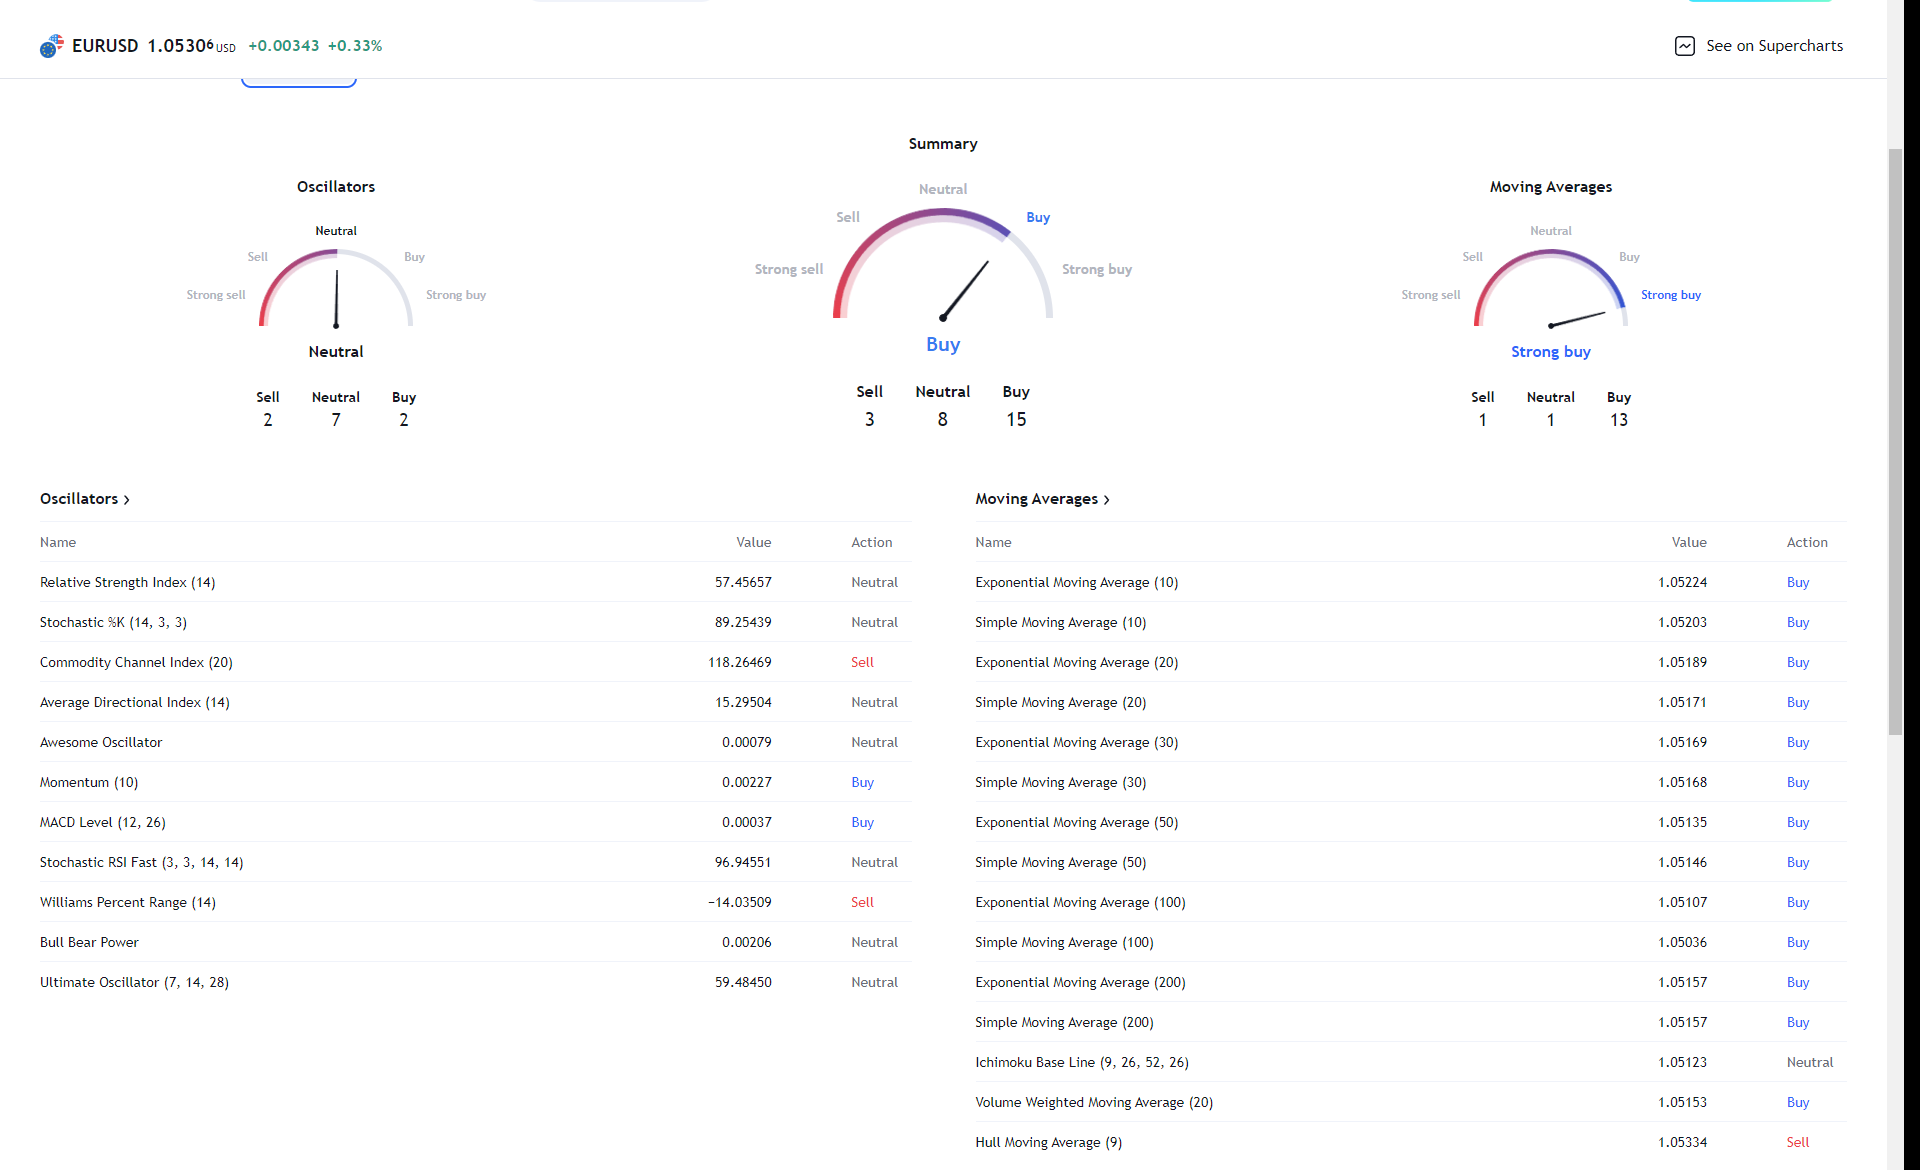 EURUSD 1.05306 USD +0.00343 +0.33%
See on Supercharts
Summary
Neutral
Sell
Buy
Strong sell
Strong buy
Buy
Sell Neutral Buy
3 8 15
Oscillators
Neutral
Sell
Buy
Strong sell
Strong buy
Neutral
Sell Neutral Buy
2 7 2
Moving Averages
Neutral
Sell
Buy
Strong sell
Strong buy
Strong buy
Sell Neutral Buy
1 1 13
Oscillators ›
Name Value Action
Relative Strength Index (14) 57.45657 Neutral
Stochastic %K (14, 3, 3) 89.25439 Neutral
Commodity Channel Index (20) 118.26469 Sell
Average Directional Index (14) 15.29504 Neutral
Awesome Oscillator 0.00079 Neutral
Momentum (10) 0.00227 Buy
MACD Level (12, 26) 0.00037 Buy
Stochastic RSI Fast (3, 3, 14, 14) 96.94551 Neutral
Williams Percent Range (14) −14.03509 Sell
Bull Bear Power 0.00206 Neutral
Ultimate Oscillator (7, 14, 28) 59.48450 Neutral
Moving Averages ›
Name Value Action
Exponential Moving Average (10) 1.05224 Buy
Simple Moving Average (10) 1.05203 Buy
Exponential Moving Average (20) 1.05189 Buy
Simple Moving Average (20) 1.05171 Buy
Exponential Moving Average (30) 1.05169 Buy
Simple Moving Average (30) 1.05168 Buy
Exponential Moving Average (50) 1.05135 Buy
Simple Moving Average (50) 1.05146 Buy
Exponential Moving Average (100) 1.05107 Buy
Simple Moving Average (100) 1.05036 Buy
Exponential Moving Average (200) 1.05157 Buy
Simple Moving Average (200) 1.05157 Buy
Ichimoku Base Line (9, 26, 52, 26) 1.05123 Neutral
Volume Weighted Moving Average (20) 1.05153 Buy
Hull Moving Average (9) 1.05334 Sell